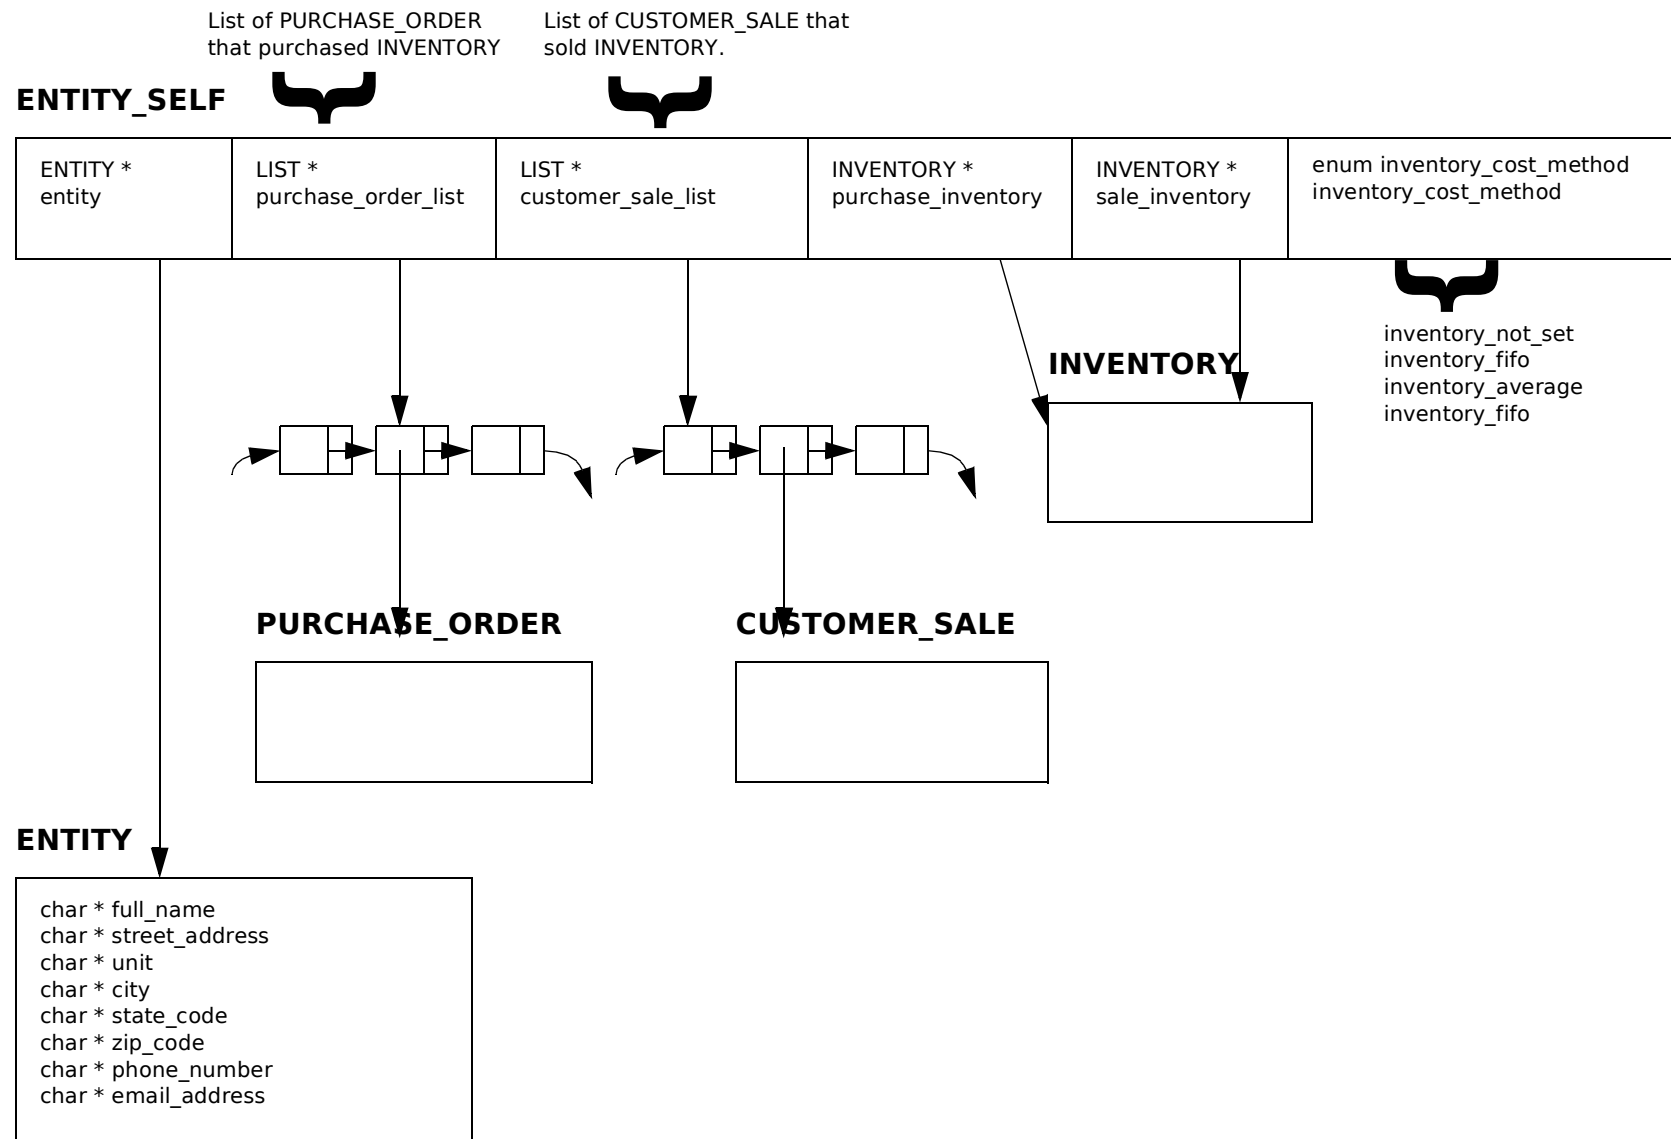 List of PURCHASE_ORDER
that purchased INVENTORY
List of CUSTOMER_SALE that
sold INVENTORY.
ENTITY_SELF
ENTITY *
entity
LIST *
purchase_order_list
LIST *
customer_sale_list
INVENTORY *
purchase_inventory
INVENTORY *
sale_inventory
enum inventory_cost_method
inventory_cost_method
inventory_not_set
inventory_fifo
inventory_average
inventory_fifo
INVENTORY
PURCHASE_ORDER
CUSTOMER_SALE
ENTITY
char * full_name
char * street_address
char * unit
char * city
char * state_code
char * zip_code
char * phone_number
char * email_address